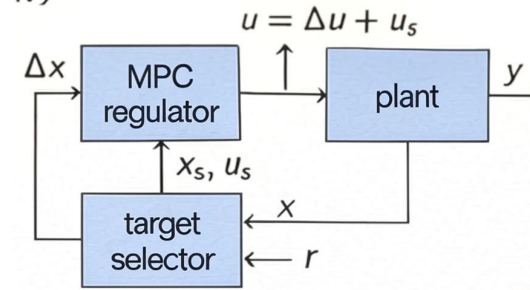 u = Δu + uₛ
Δx
MPC
regulator
plant
y
xₛ, uₛ
target
selector
x
r